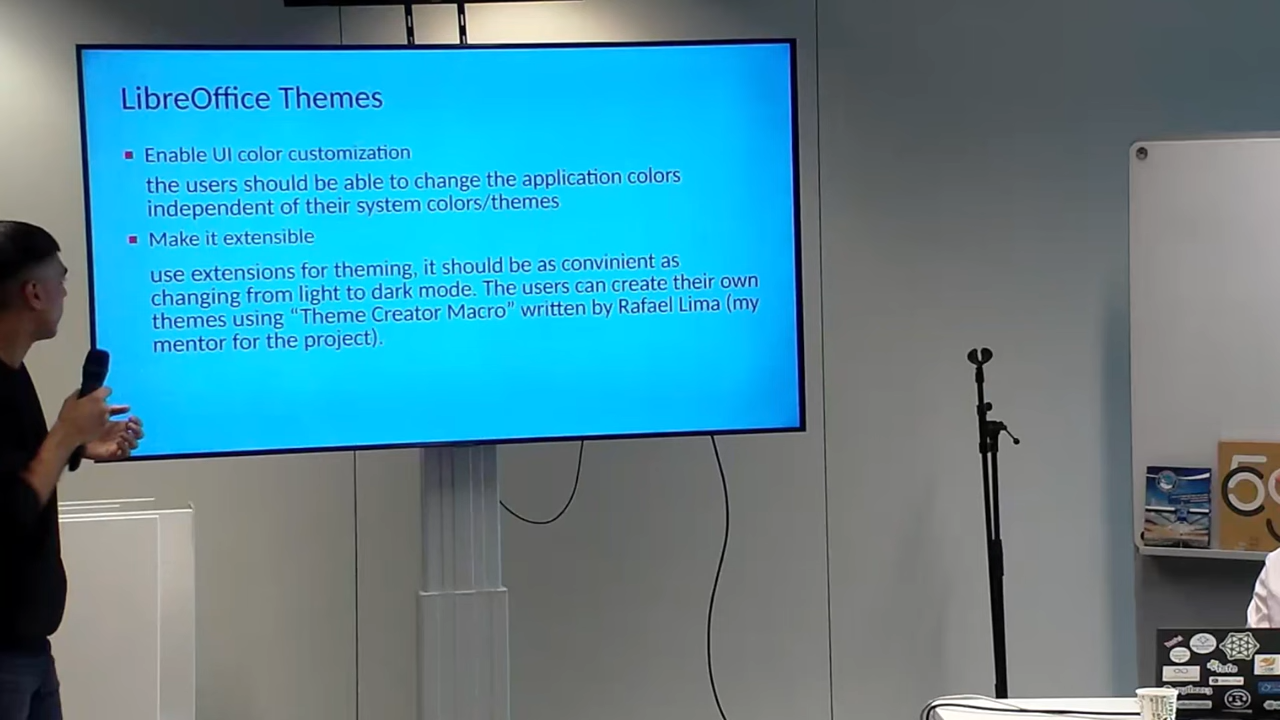 LibreOffice Themes
Enable UI color customization
the users should be able to change the application colors
independent of their system colors/themes
Make it extensible
use extensions for theming, it should be as convinient as
changing from light to dark mode. The users can create their own
themes using “Theme Creator Macro” written by Rafael Lima (my
mentor for the project).